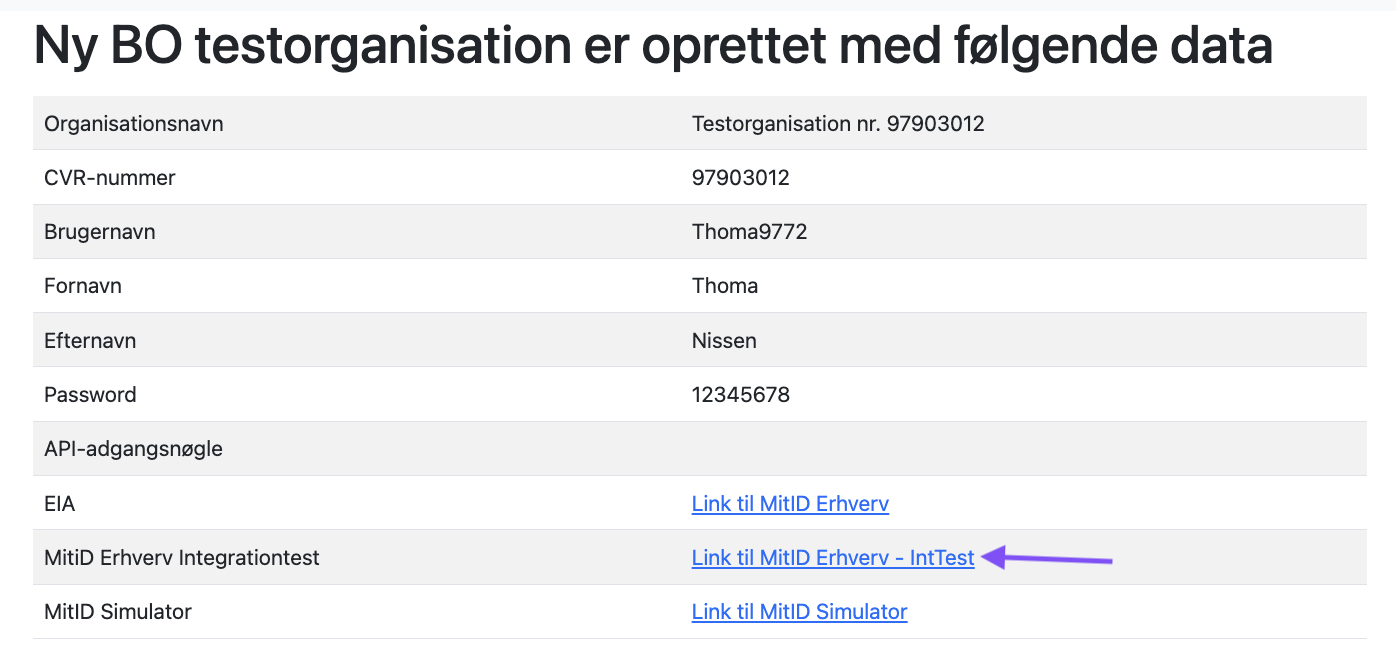 Ny BO testorganisation er oprettet med følgende data
Organisationsnavn Testorganisation nr. 97903012
CVR-nummer 97903012
Brugernavn Thoma9772
Fornavn Thoma
Efternavn Nissen
Password 12345678
API-adgangsnøgle
EIA Link til MitID Erhverv
MitiD Erhverv Integrationtest Link til MitID Erhverv - IntTest
MitID Simulator Link til MitID Simulator